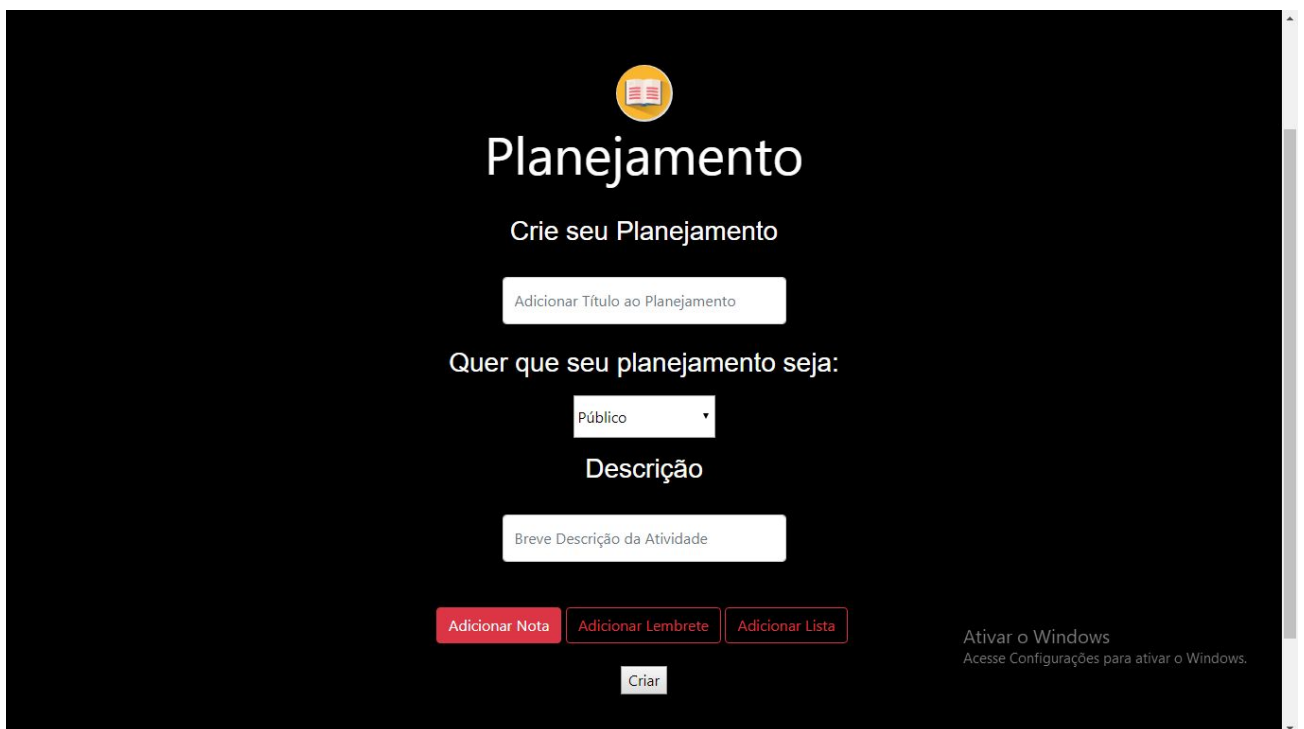 Planejamento
Crie seu Planejamento
Adicionar Título ao Planejamento
Quer que seu planejamento seja:
Público
Descrição
Breve Descrição da Atividade
Adicionar Nota Adicionar Lembrete Adicionar Lista
Ativar o Windows
Acesse Configurações para ativar o Windows.
Criar